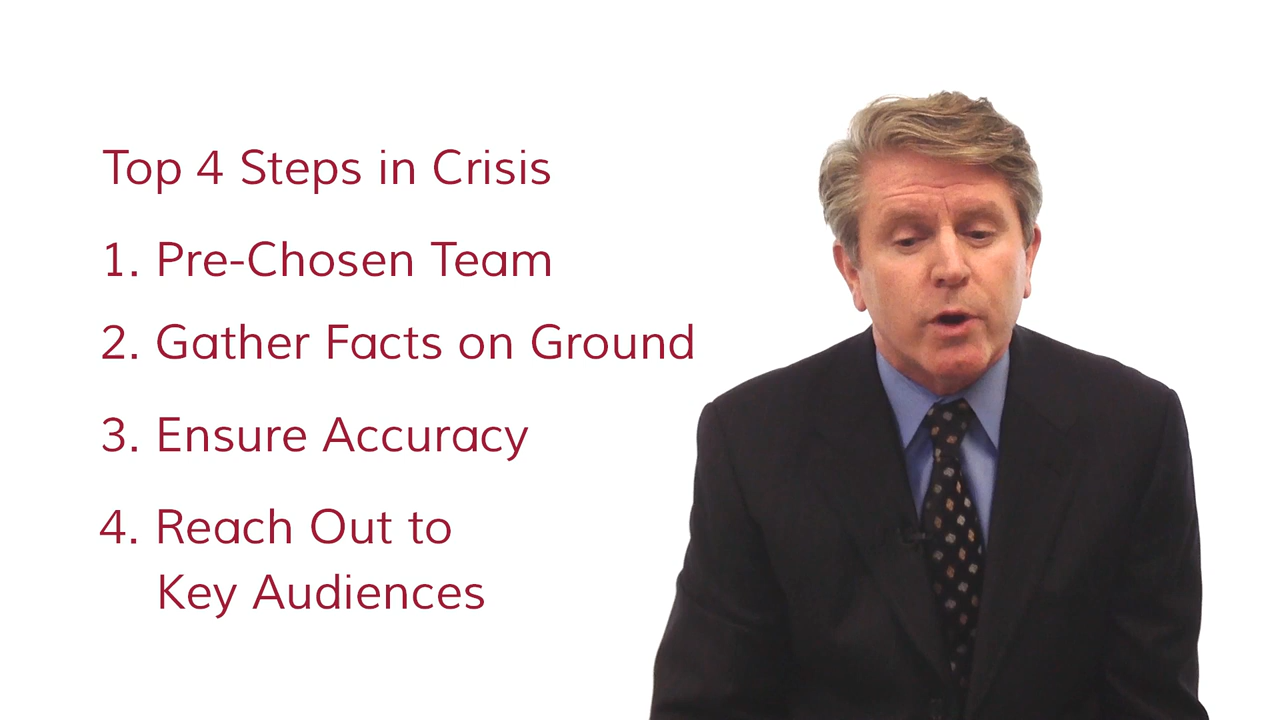 Top 4 Steps in Crisis
1. Pre-Chosen Team
2. Gather Facts on Ground
3. Ensure Accuracy
4. Reach Out to
Key Audiences